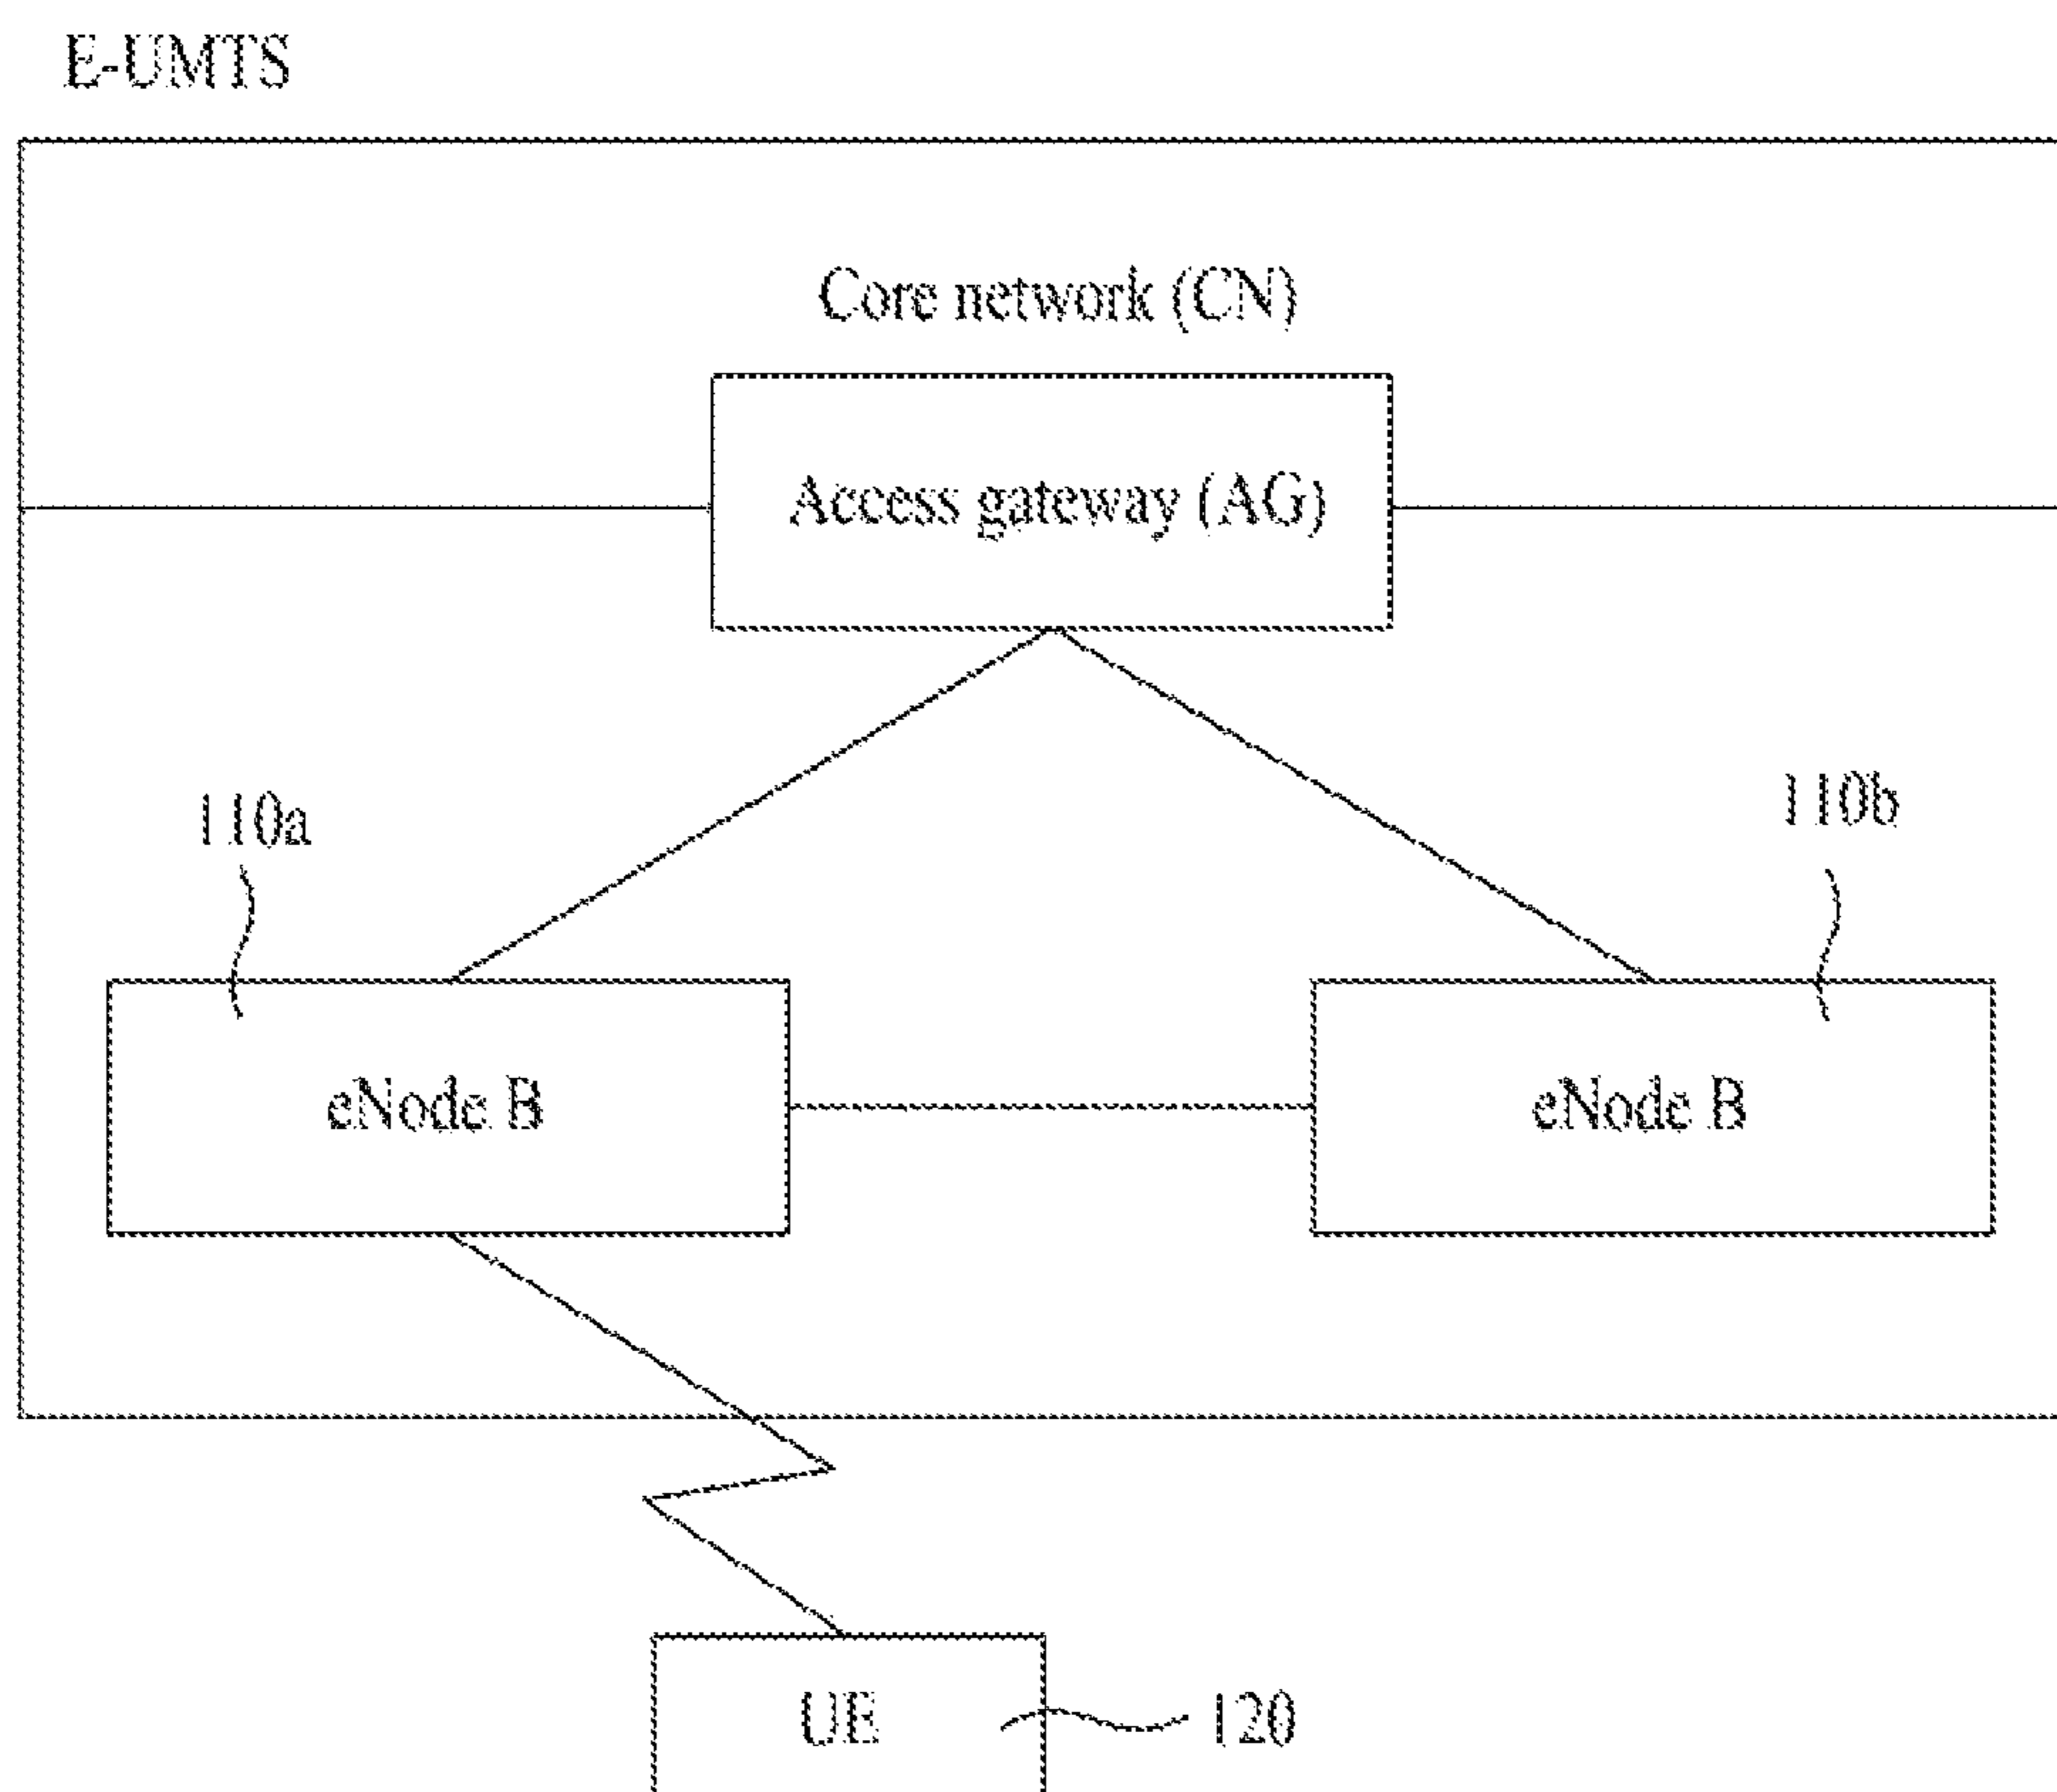 E-UMTS
Core network (CN)
Access gateway (AG)
110a
110b
eNode B
eNode B
UE
120